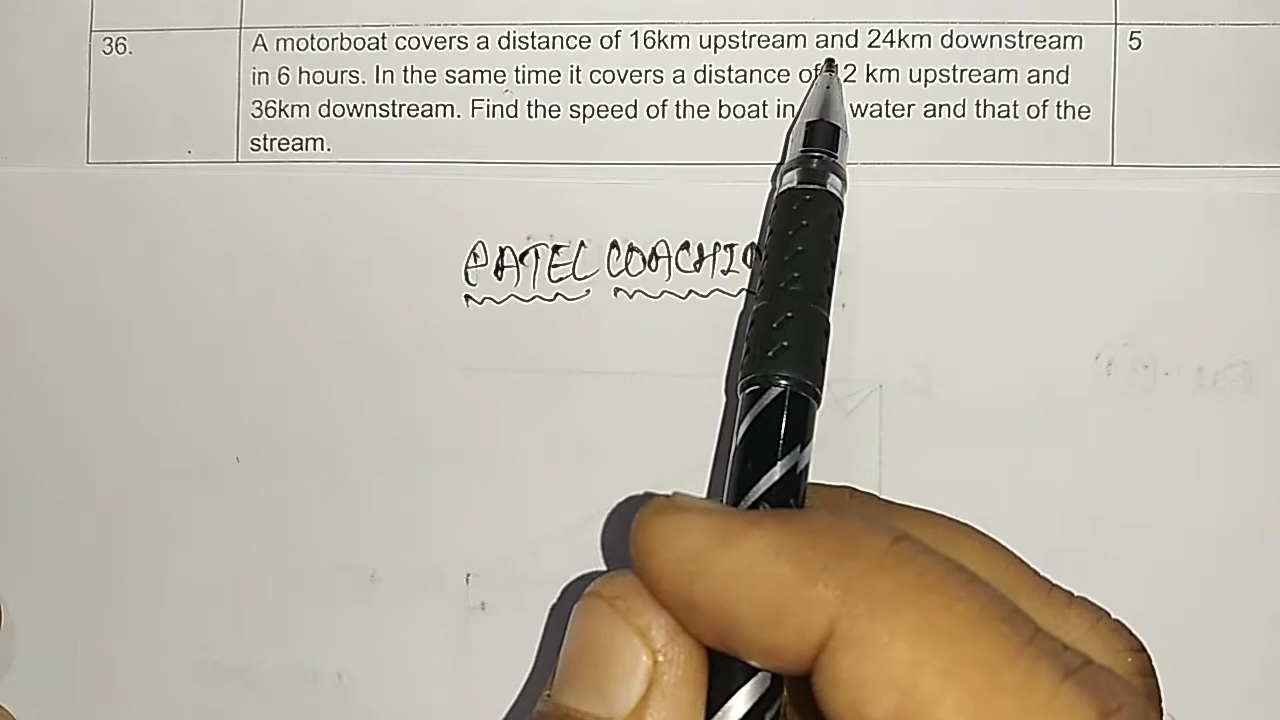 36.
A motorboat covers a distance of 16km upstream and 24km downstream
in 6 hours. In the same time it covers a distance of 12 km upstream and
36km downstream. Find the speed of the boat in water and that of the
stream.
5
PATEL COACHIN